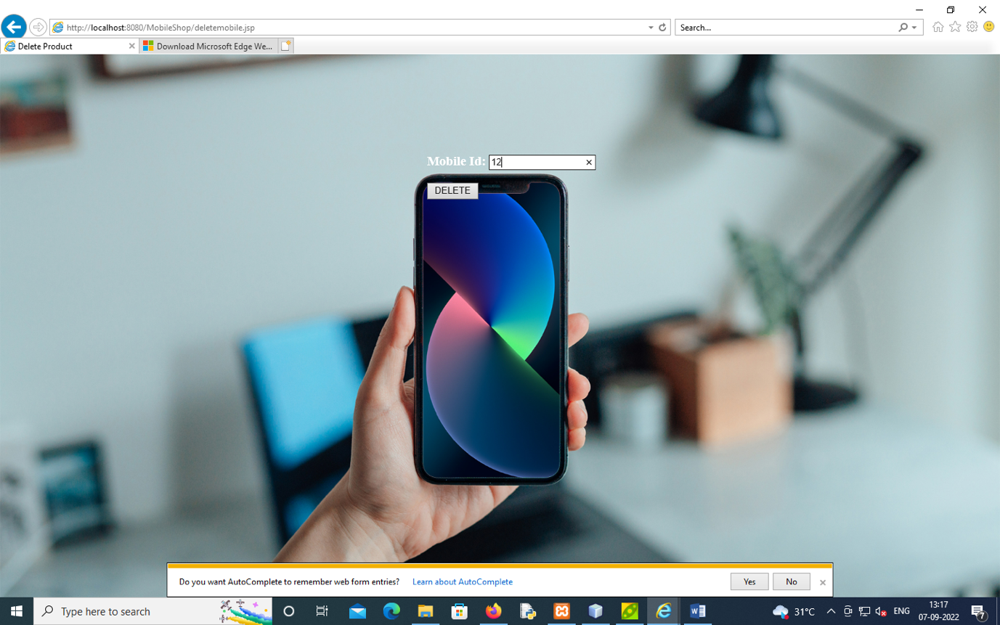 http://localhost:8080/MobileShop/deletemobile.jsp
Search...
Delete Product
Download Microsoft Edge We...
Mobile Id: 12
DELETE
Do you want AutoComplete to remember web form entries? Learn about AutoComplete Yes No
Type here to search
31°C
ENG
13:17
07-09-2022
7